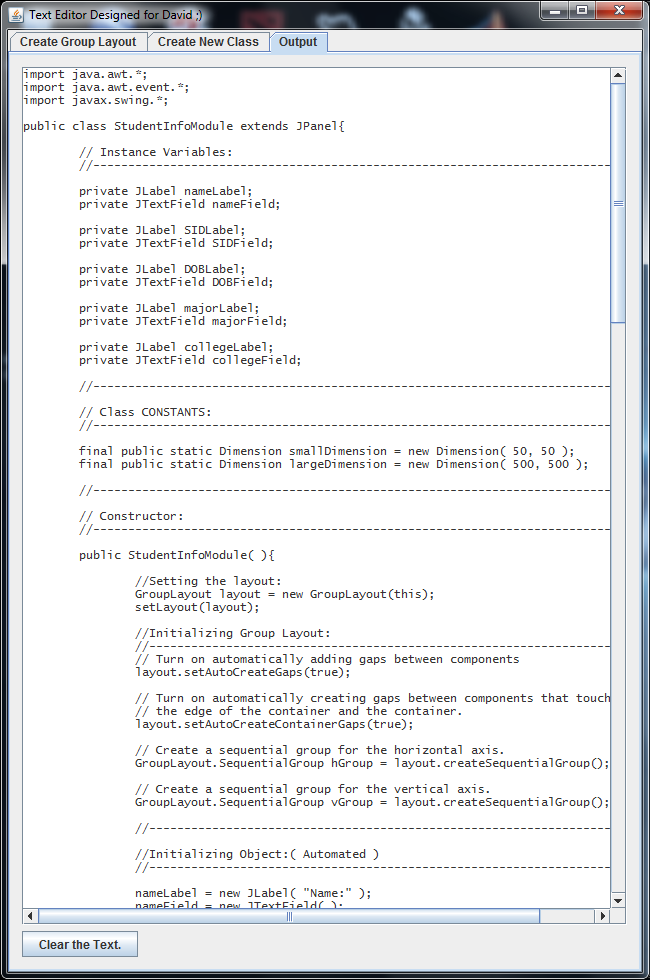 Text Editor Designed for David ;)
Create Group Layout Create New Class Output
import java.awt.*;
import java.awt.event.*;
import javax.swing.*;
public class StudentInfoModule extends JPanel{
// Instance Variables:
//--------------------------------------------------------------------------
private JLabel nameLabel;
private JTextField nameField;
private JLabel SIDLabel;
private JTextField SIDField;
private JLabel DOBLabel;
private JTextField DOBField;
private JLabel majorLabel;
private JTextField majorField;
private JLabel collegeLabel;
private JTextField collegeField;
//--------------------------------------------------------------------------
// Class CONSTANTS:
//--------------------------------------------------------------------------
final public static Dimension smallDimension = new Dimension( 50, 50 );
final public static Dimension largeDimension = new Dimension( 500, 500 );
//--------------------------------------------------------------------------
// Constructor:
//--------------------------------------------------------------------------
public StudentInfoModule( ){
//Setting the layout:
GroupLayout layout = new GroupLayout(this);
setLayout(layout);
//Initializing Group Layout:
//------------------------------------------------------------------
// Turn on automatically adding gaps between components
layout.setAutoCreateGaps(true);
// Turn on automatically creating gaps between components that touch
// the edge of the container and the container.
layout.setAutoCreateContainerGaps(true);
// Create a sequential group for the horizontal axis.
GroupLayout.SequentialGroup hGroup = layout.createSequentialGroup();
// Create a sequential group for the vertical axis.
GroupLayout.SequentialGroup vGroup = layout.createSequentialGroup();
//------------------------------------------------------------------
//Initializing Object:( Automated )
//------------------------------------------------------------------
nameLabel = new JLabel( "Name:" );
nameField = new JTextField( );
Clear the Text.